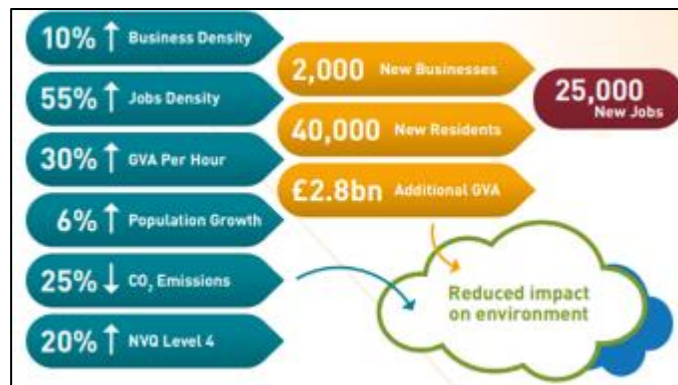 10% ↑ Business Density
55% ↑ Jobs Density
30% ↑ GVA Per Hour
6% ↑ Population Growth
25% ↓ CO₂ Emissions
20% ↑ NVQ Level 4
2,000 New Businesses
40,000 New Residents
£2.8bn Additional GVA
25,000
New Jobs
Reduced impact
on environment